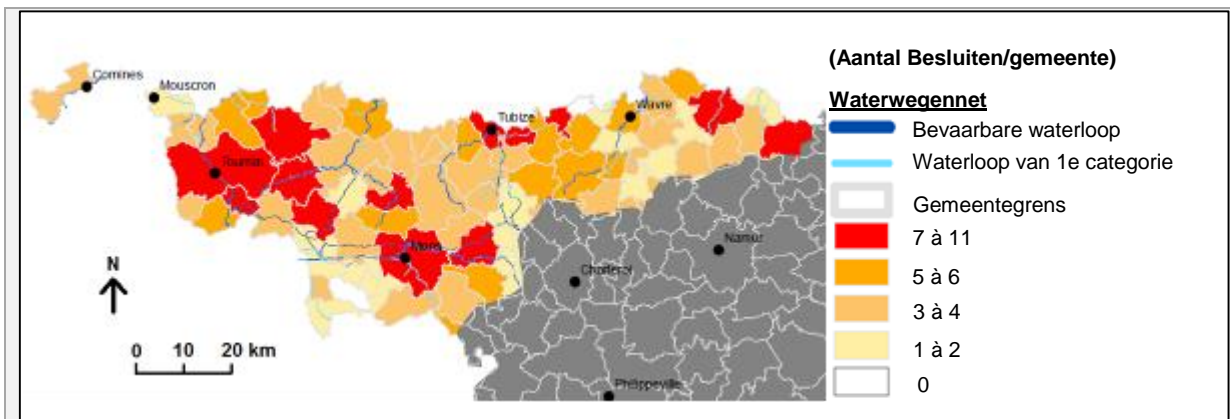 (Aantal Besluiten/gemeente)
Comines
Mouscron
Waterwegennet
Wavre
Tubize
Bevaarbare waterloop
Waterloop van 1e categorie
Tournai
Gemeentegrens
7 à 11
Namur
Mons
5 à 6
N
Charleroi
3 à 4
0 10 20 km
1 à 2
0
Philippeville